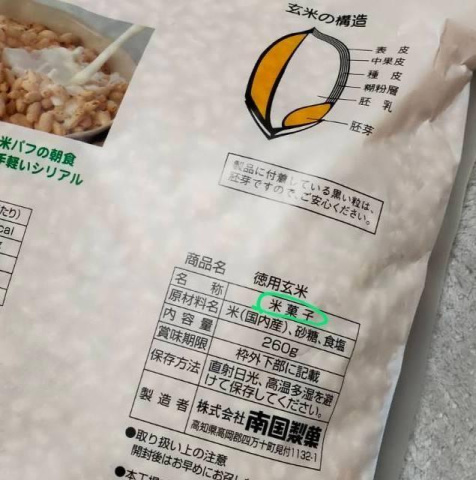 玄米の構造
表皮
中果皮
種皮
糊粉層
胚乳
胚芽
米パフの朝食
手軽いシリアル
製品に付着している黒い粒は、
胚芽ですので、ご安心ください。
商品名 徳用玄米
名称 米菓子
原材料名 米(国内産)、砂糖、食塩
内容量 260g
賞味期限 枠外下部に記載
保存方法 直射日光、高温多湿を避
けて保存してください。
製造者 株式会社 南国製菓
高知県高岡郡四万十町見付1132-1
●取り扱い上の注意
開封後はお早めにお召し
●本工場